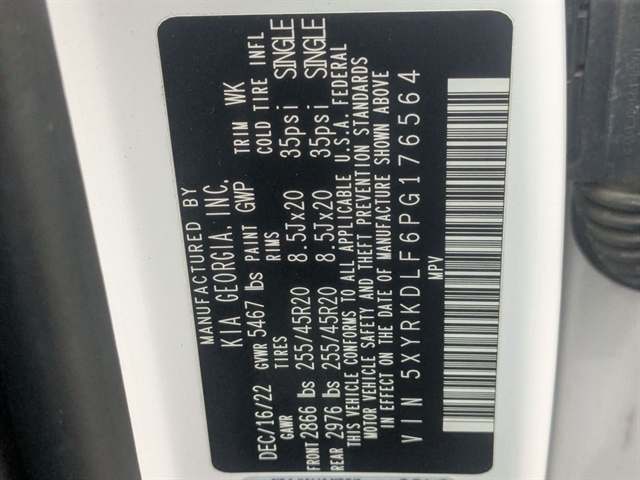 MANUFACTURED BY
KIA GEORGIA, INC.
DEC/16/22 GVWR 5467 lbs PAINT GWP TRIM WK
GAWR TIRES RIMS COLD TIRE INFL
FRONT 2866 lbs 255/45R20 8.5Jx20 35psi SINGLE
REAR 2976 lbs 255/45R20 8.5Jx20 35psi SINGLE
THIS VEHICLE CONFORMS TO ALL APPLICABLE U.S.A. FEDERAL
MOTOR VEHICLE SAFETY AND THEFT PREVENTION STANDARDS
IN EFFECT ON THE DATE OF MANUFACTURE SHOWN ABOVE
VIN 5XYRKDLF6PG176564
MPV